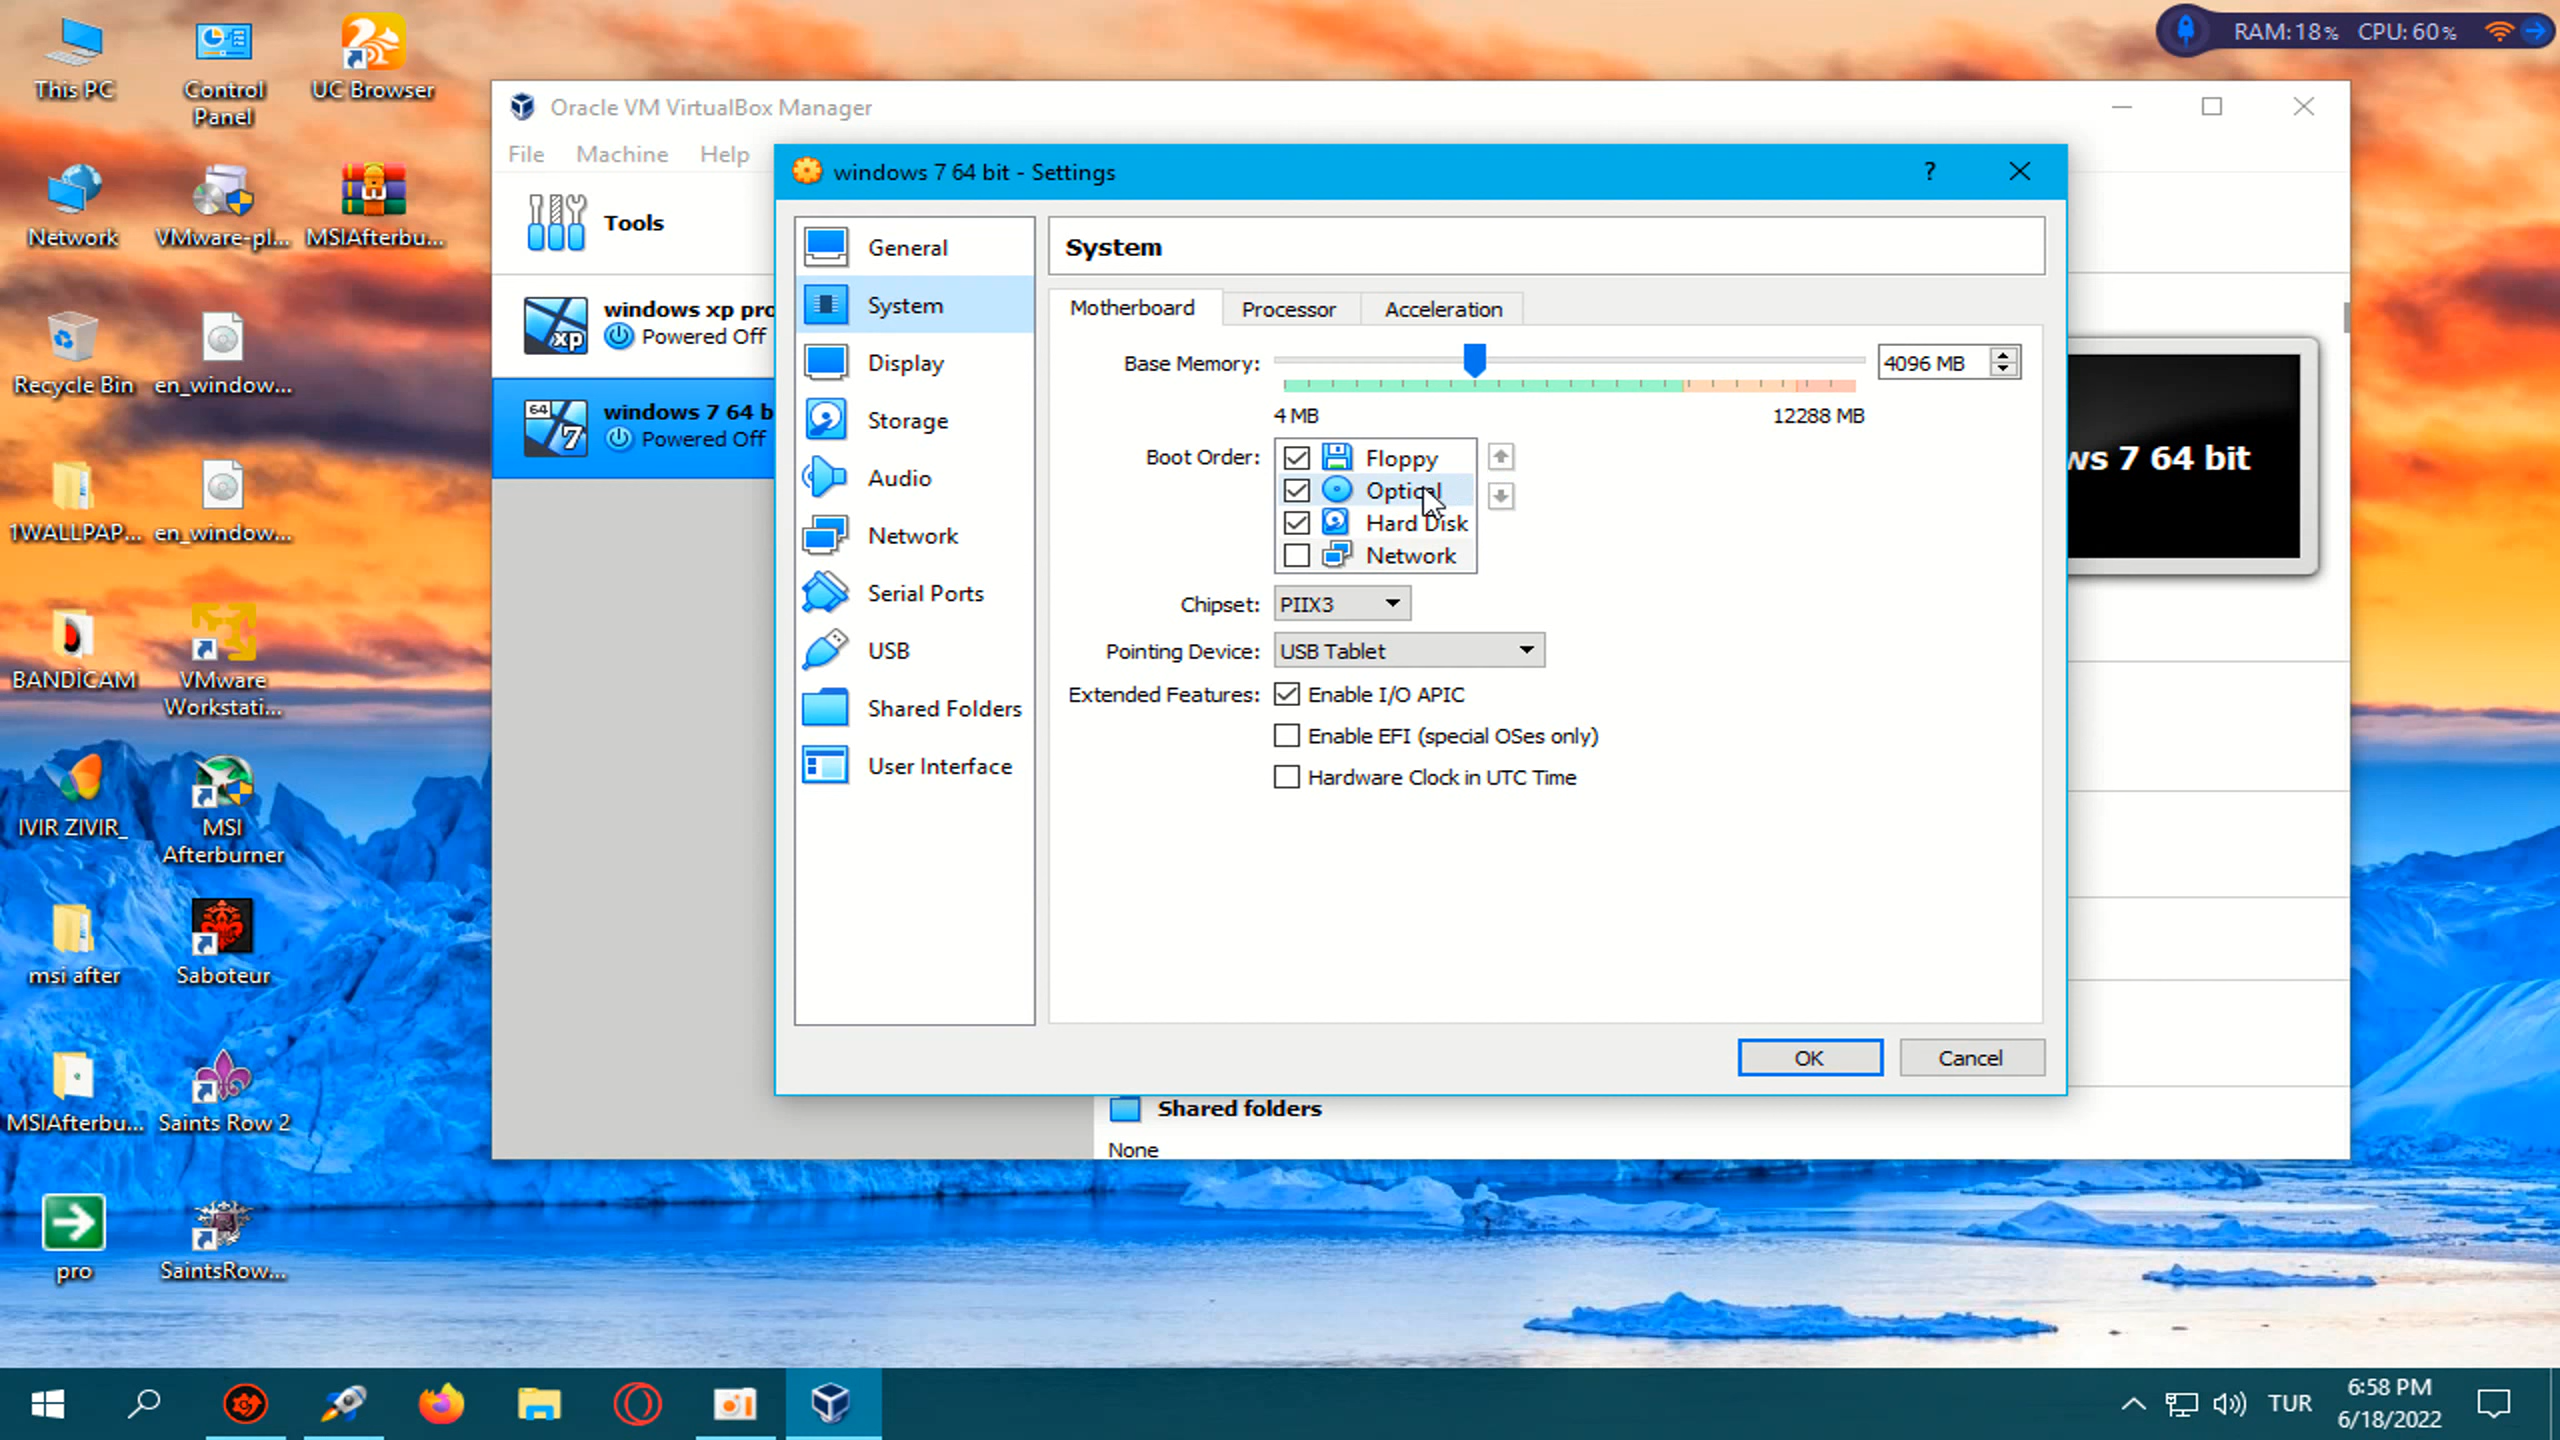 This PC
Control
Panel
UC Browser
Network
VMware-pl...
MSIAfterbu...
Recycle Bin
en_window...
1WALLPAP...
en_window...
BANDİCAM
VMware
Workstati...
IVIR ZIVIR_
MSI
Afterburner
msi after
Saboteur
MSIAfterbu...
Saints Row 2
pro
SaintsRow...
RAM: 18%
CPU: 60%
Oracle VM VirtualBox Manager
File
Machine
Help
Tools
xp
windows xp pro
Powered Off
64
7
windows 7 64 b
Powered Off
ws 7 64 bit
windows 7 64 bit - Settings
?
General
System
Display
Storage
Audio
Network
Serial Ports
USB
Shared Folders
User Interface
System
Motherboard
Processor
Acceleration
Base Memory:
4096 MB
4 MB
12288 MB
Boot Order:
Floppy
Optical
Hard Disk
Network
Chipset:
PIIX3
Pointing Device:
USB Tablet
Extended Features:
Enable I/O APIC
Enable EFI (special OSes only)
Hardware Clock in UTC Time
OK
Cancel
Shared folders
None
TUR
6:58 PM
6/18/2022